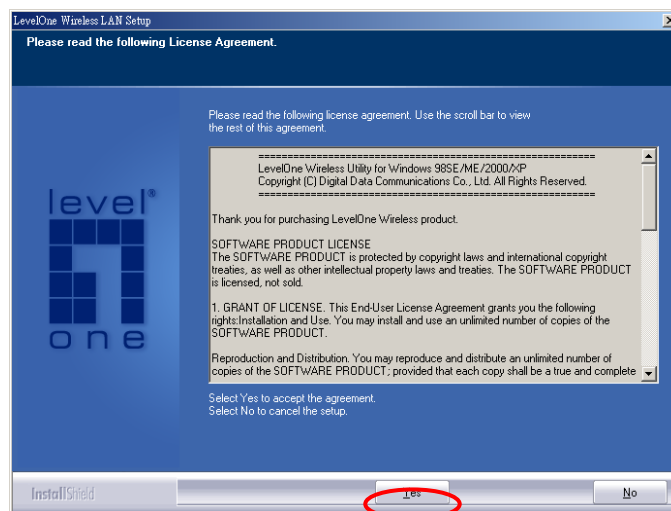 LevelOne Wireless LAN Setup
Please read the following License Agreement.
Please read the following license agreement. Use the scroll bar to view
the rest of this agreement.
============================================================
LevelOne Wireless Utility for Windows 98SE/ME/2000/XP
Copyright (C) Digital Data Communications Co., Ltd. All Rights Reserved.
============================================================
Thank you for purchasing LevelOne Wireless product.
SOFTWARE PRODUCT LICENSE
The SOFTWARE PRODUCT is protected by copyright laws and international copyright
treaties, as well as other intellectual property laws and treaties. The SOFTWARE PRODUCT
is licensed, not sold.
1. GRANT OF LICENSE. This End-User License Agreement grants you the following
rights:Installation and Use. You may install and use an unlimited number of copies of the
SOFTWARE PRODUCT.
Reproduction and Distribution. You may reproduce and distribute an unlimited number of
copies of the SOFTWARE PRODUCT; provided that each copy shall be a true and complete
level®
one
Select Yes to accept the agreement.
Select No to cancel the setup.
InstallShield
Yes
No